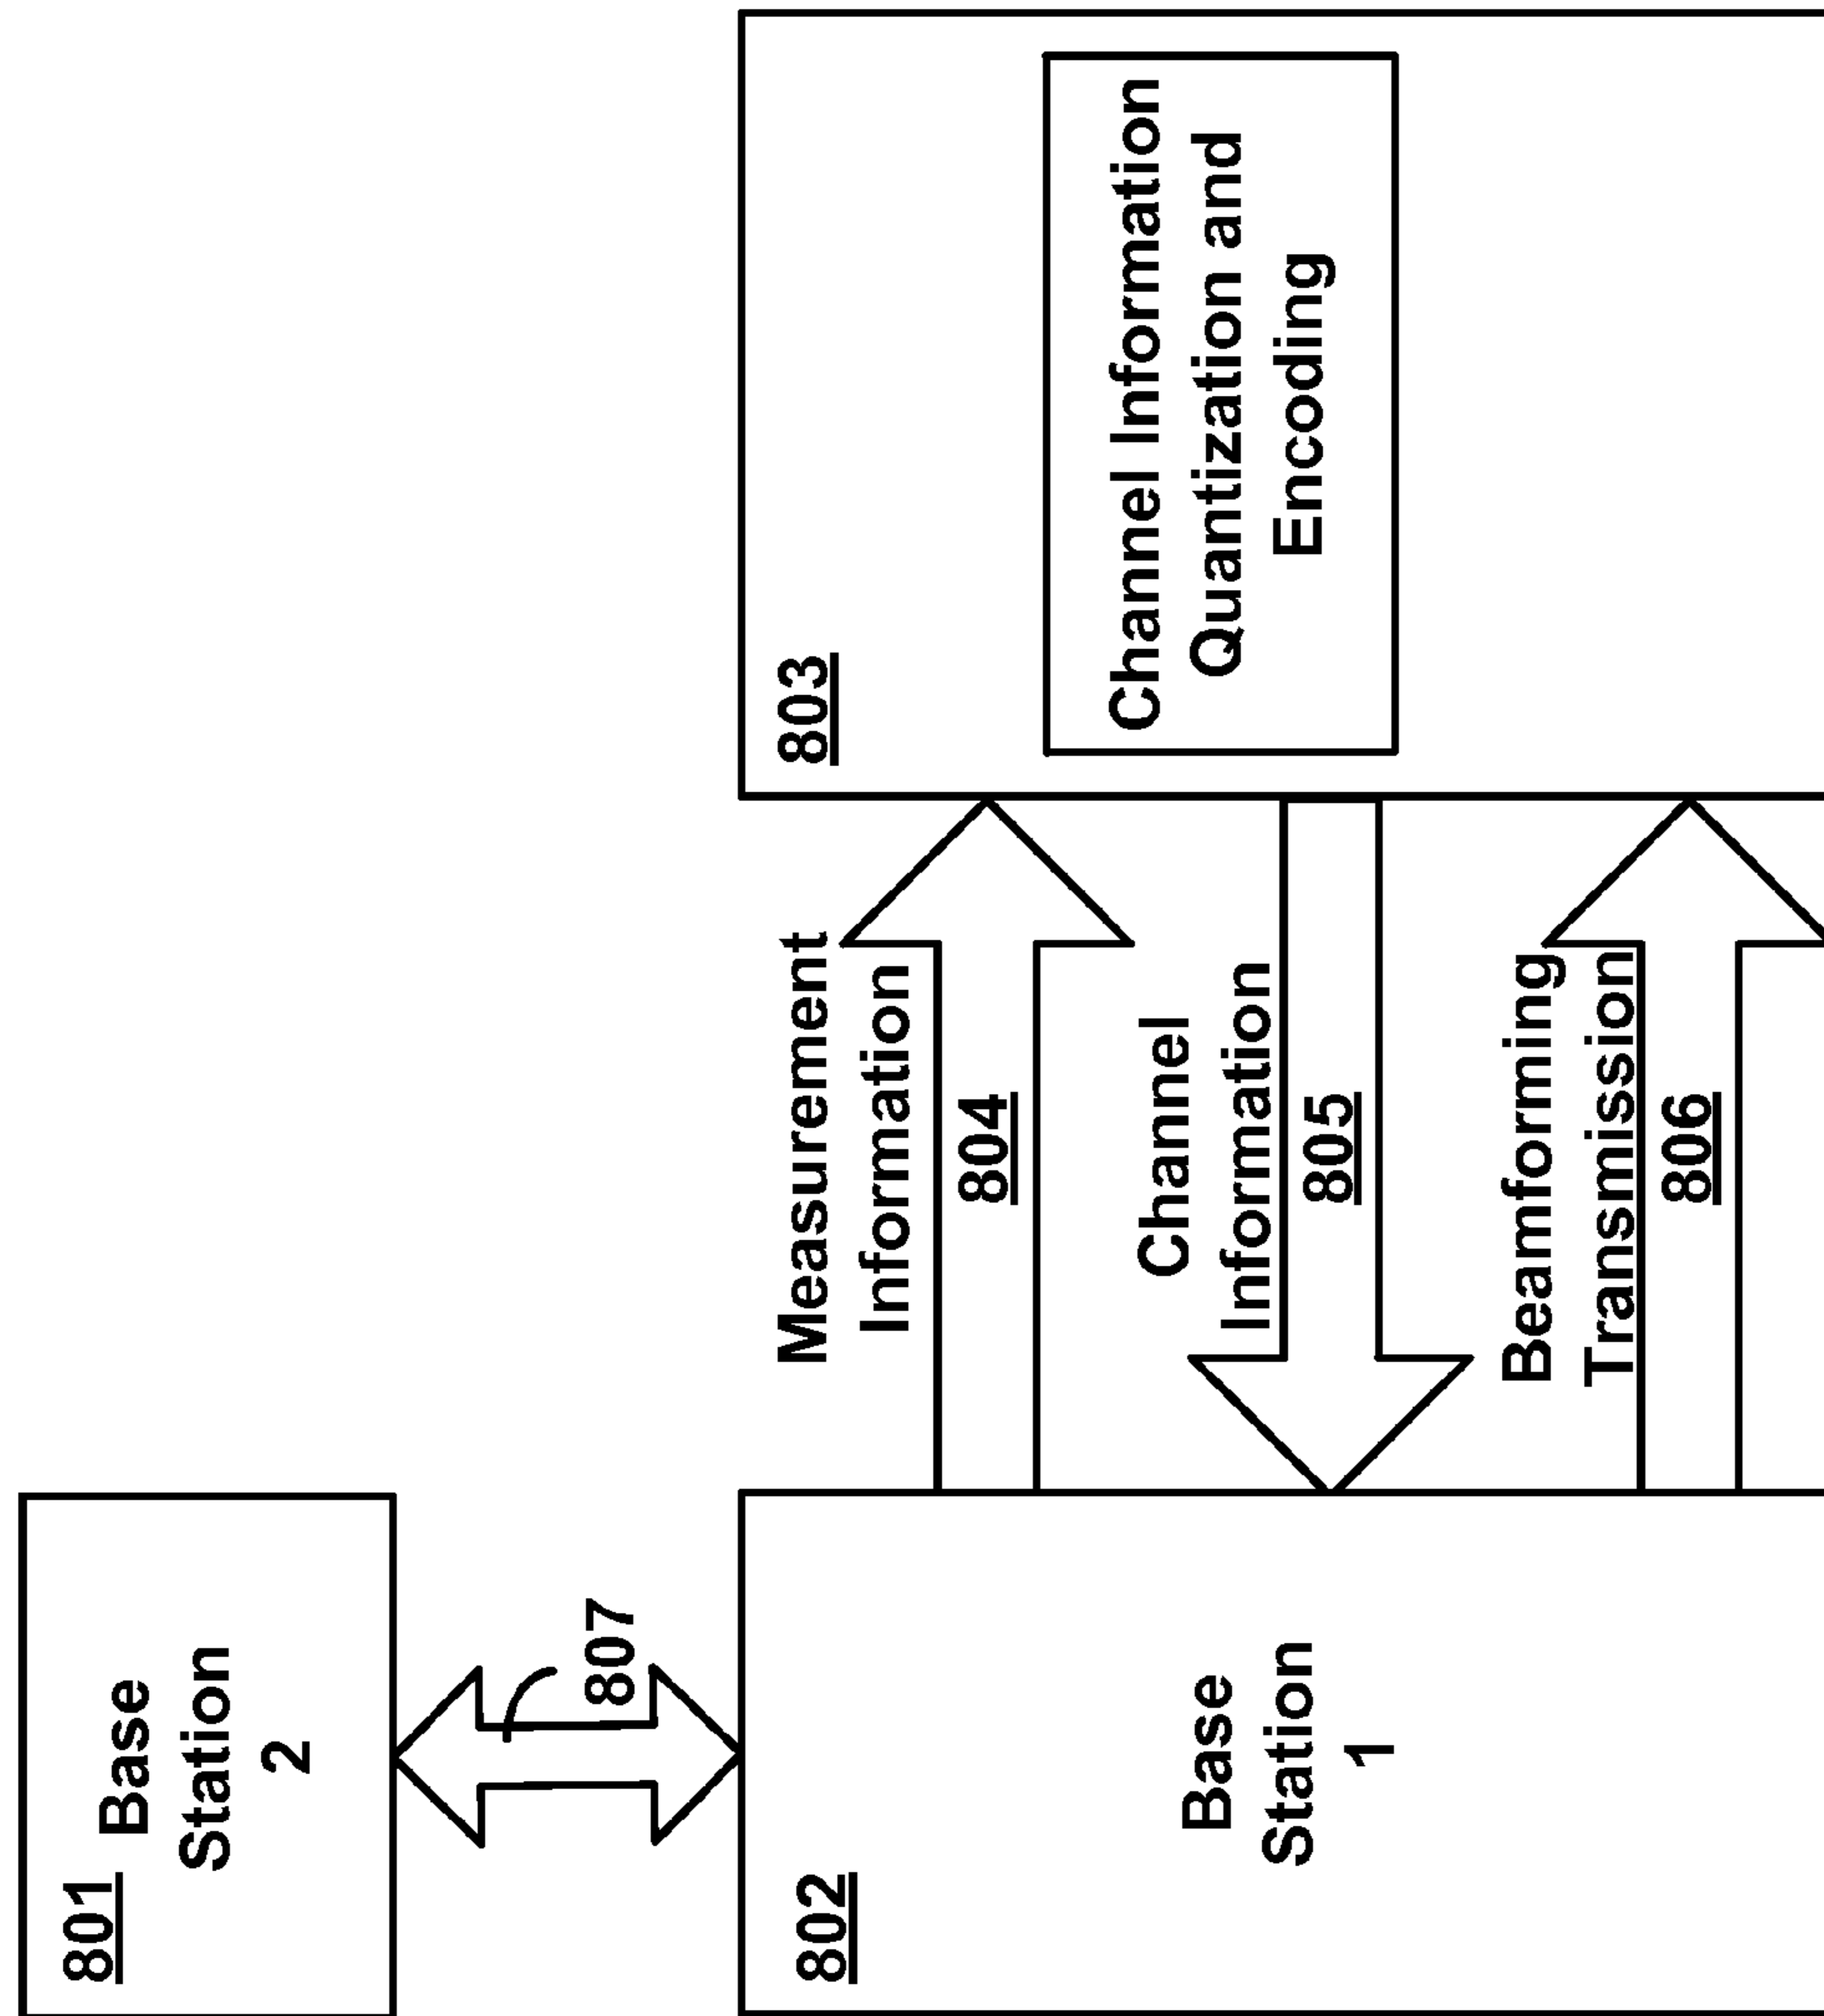 801
Base
Station
2
807
802
Base
Station
1
Measurement
Information
804
Channel
Information
805
Beamforming
Transmission
806
803
Channel Information
Quantization and
Encoding